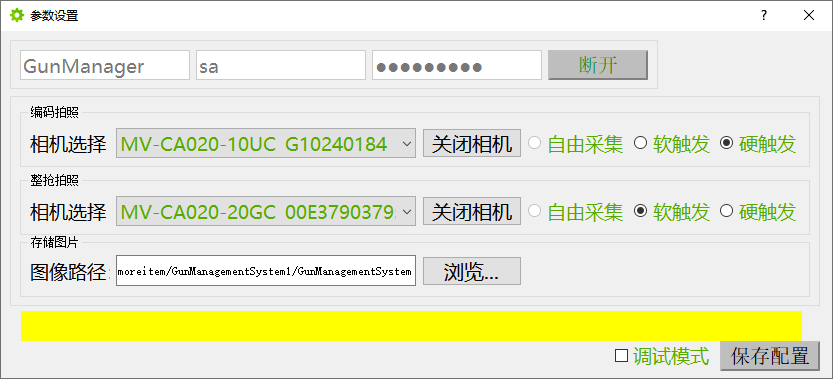 参数设置
GunManager sa ●●●●●●●●● 断开
编码拍照
相机选择 MV-CA020-10UC G10240184 关闭相机 自由采集 软触发 硬触发
整抢拍照
相机选择 MV-CA020-20GC 00E3790379 关闭相机 自由采集 软触发 硬触发
存储图片
图像路径: moreitem/GunManagementSystem1/GunManagementSystem 浏览...
调试模式 保存配置